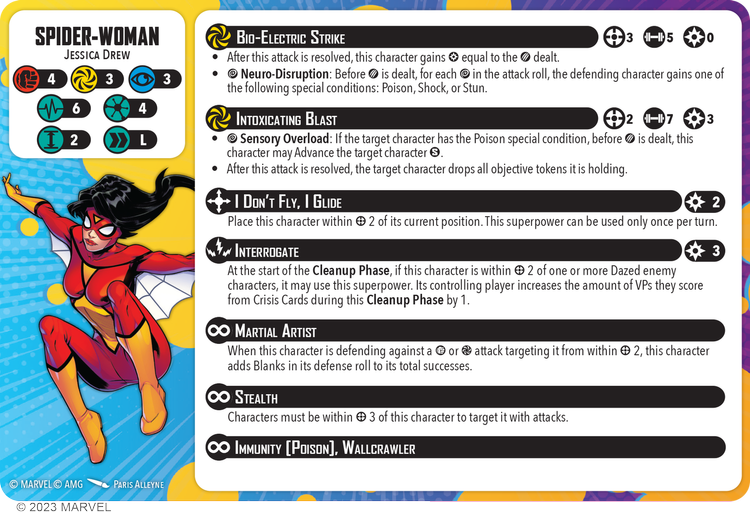 SPIDER-WOMAN
JESSICA DREW
4 3 3
6 4
2 L
BIO-ELECTRIC STRIKE 3 5 0
• After this attack is resolved, this character gains equal to the dealt.
• Neuro-Disruption: Before is dealt, for each in the attack roll, the defending character gains one of
the following special conditions: Poison, Shock, or Stun.
INTOXICATING BLAST 2 7 3
• Sensory Overload: If the target character has the Poison special condition, before is dealt, this
character may Advance the target character S.
• After this attack is resolved, the target character drops all objective tokens it is holding.
I DON'T FLY, I GLIDE 2
Place this character within 2 of its current position. This superpower can be used only once per turn.
INTERROGATE 3
At the start of the Cleanup Phase, if this character is within 2 of one or more Dazed enemy
characters, it may use this superpower. Its controlling player increases the amount of VPs they score
from Crisis Cards during this Cleanup Phase by 1.
MARTIAL ARTIST
When this character is defending against a or attack targeting it from within 2, this character
adds Blanks in its defense roll to its total successes.
STEALTH
Characters must be within 3 of this character to target it with attacks.
IMMUNITY [POISON], WALLCRAWLER
© MARVEL © AMG PARIS ALLEYNE
© 2023 MARVEL